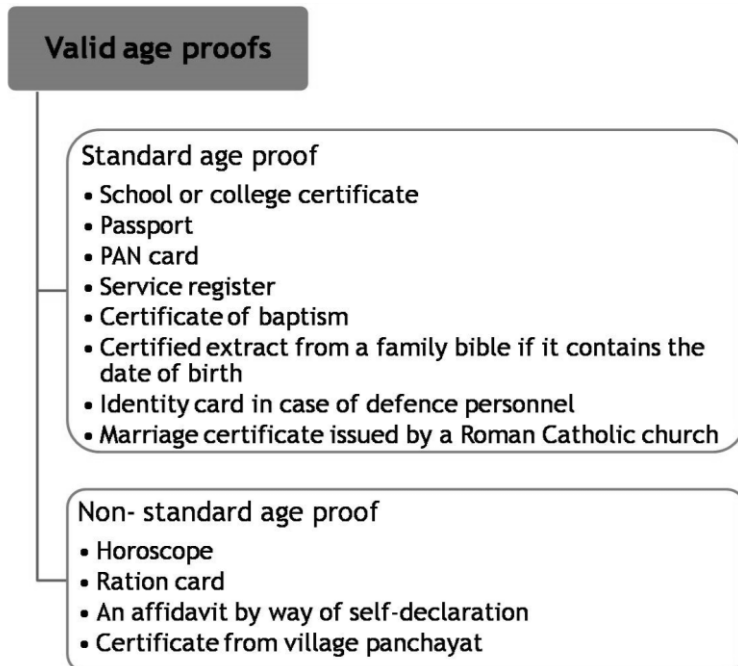 Valid age proofs
Standard age proof
• School or college certificate
• Passport
• PAN card
• Service register
• Certificate of baptism
• Certified extract from a family bible if it contains the
date of birth
• Identity card in case of defence personnel
• Marriage certificate issued by a Roman Catholic church
Non- standard age proof
• Horoscope
• Ration card
• An affidavit by way of self-declaration
• Certificate from village panchayat